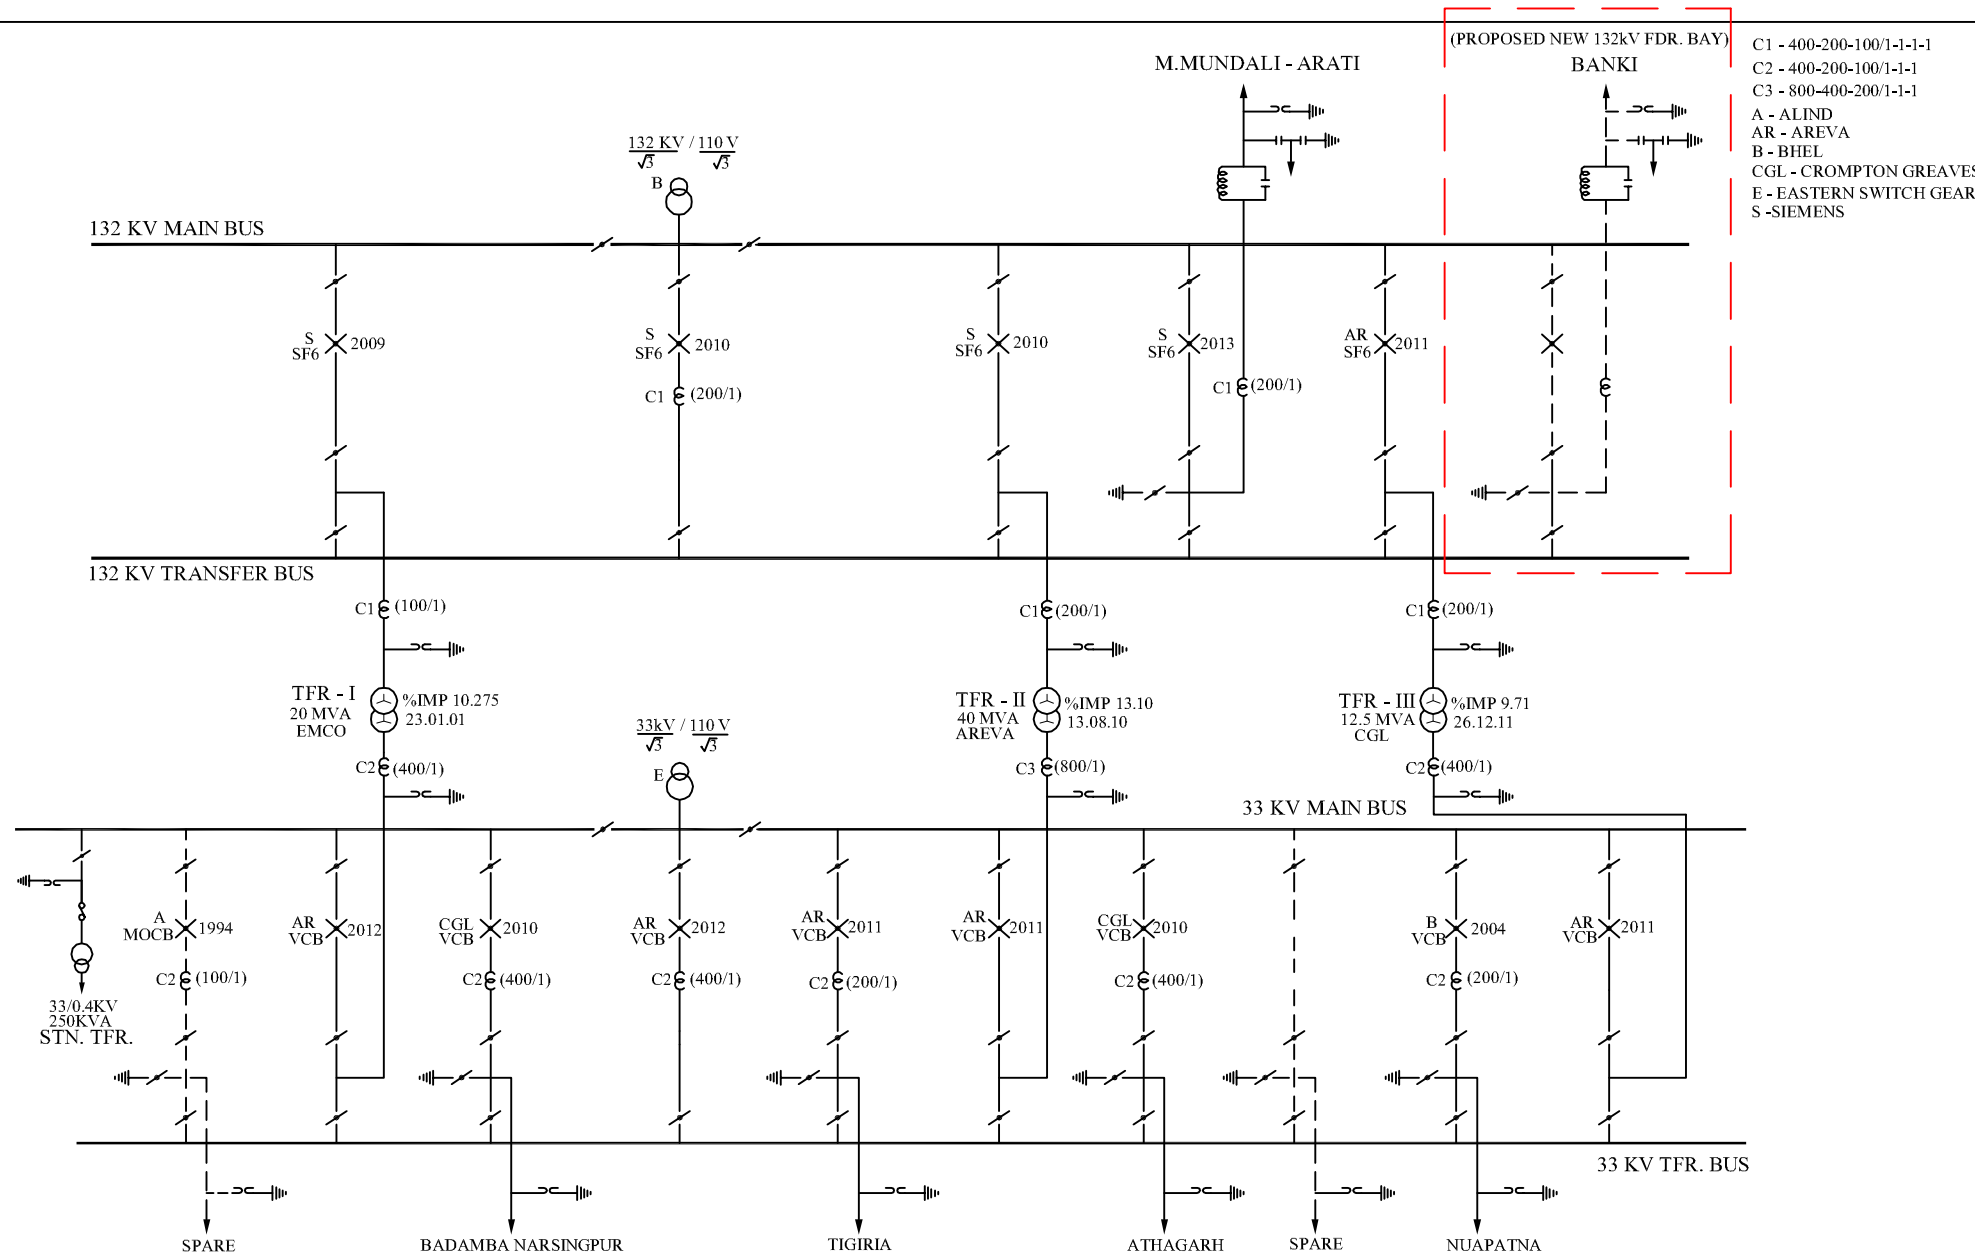 (PROPOSED NEW 132kV FDR. BAY)
BANKI
M.MUNDALI - ARATI
C1 - 400-200-100/1-1-1-1
C2 - 400-200-100/1-1-1
C3 - 800-400-200/1-1-1
A - ALIND
AR - AREVA
B - BHEL
CGL - CROMPTON GREAVES
E - EASTERN SWITCH GEAR
S -SIEMENS
132 KV / 110 V
√3 √3
B
132 KV MAIN BUS
S
SF6 2009
S
SF6 2010
C1 (200/1)
S
SF6 2010
S
SF6 2013
C1 (200/1)
AR
SF6 2011
132 KV TRANSFER BUS
C1 (100/1)
C1 (200/1)
C1 (200/1)
TFR - I
20 MVA
EMCO
%IMP 10.275
23.01.01
TFR - II
40 MVA
AREVA
%IMP 13.10
13.08.10
TFR - III
12.5 MVA
CGL
%IMP 9.71
26.12.11
33kV / 110 V
√3 √3
E
C2 (400/1)
C3 (800/1)
C2 (400/1)
33 KV MAIN BUS
A
MOCB 1994
C2 (100/1)
AR
VCB 2012
CGL
VCB 2010
C2 (400/1)
AR
VCB 2012
C2 (400/1)
AR
VCB 2011
C2 (200/1)
AR
VCB 2011
CGL
VCB 2010
C2 (400/1)
B
VCB 2004
C2 (200/1)
AR
VCB 2011
33/0.4KV
250KVA
STN. TFR.
33 KV TFR. BUS
SPARE
BADAMBA NARSINGPUR
TIGIRIA
ATHAGARH
SPARE
NUAPATNA